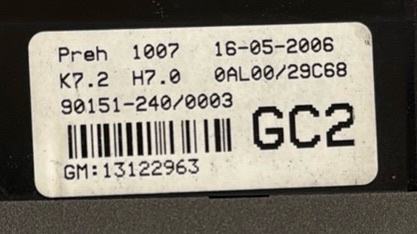 Preh 1007 16-05-2006
K7.2 H7.0 0AL00/29C68
90151-240/0003
GC2
GM:13122963